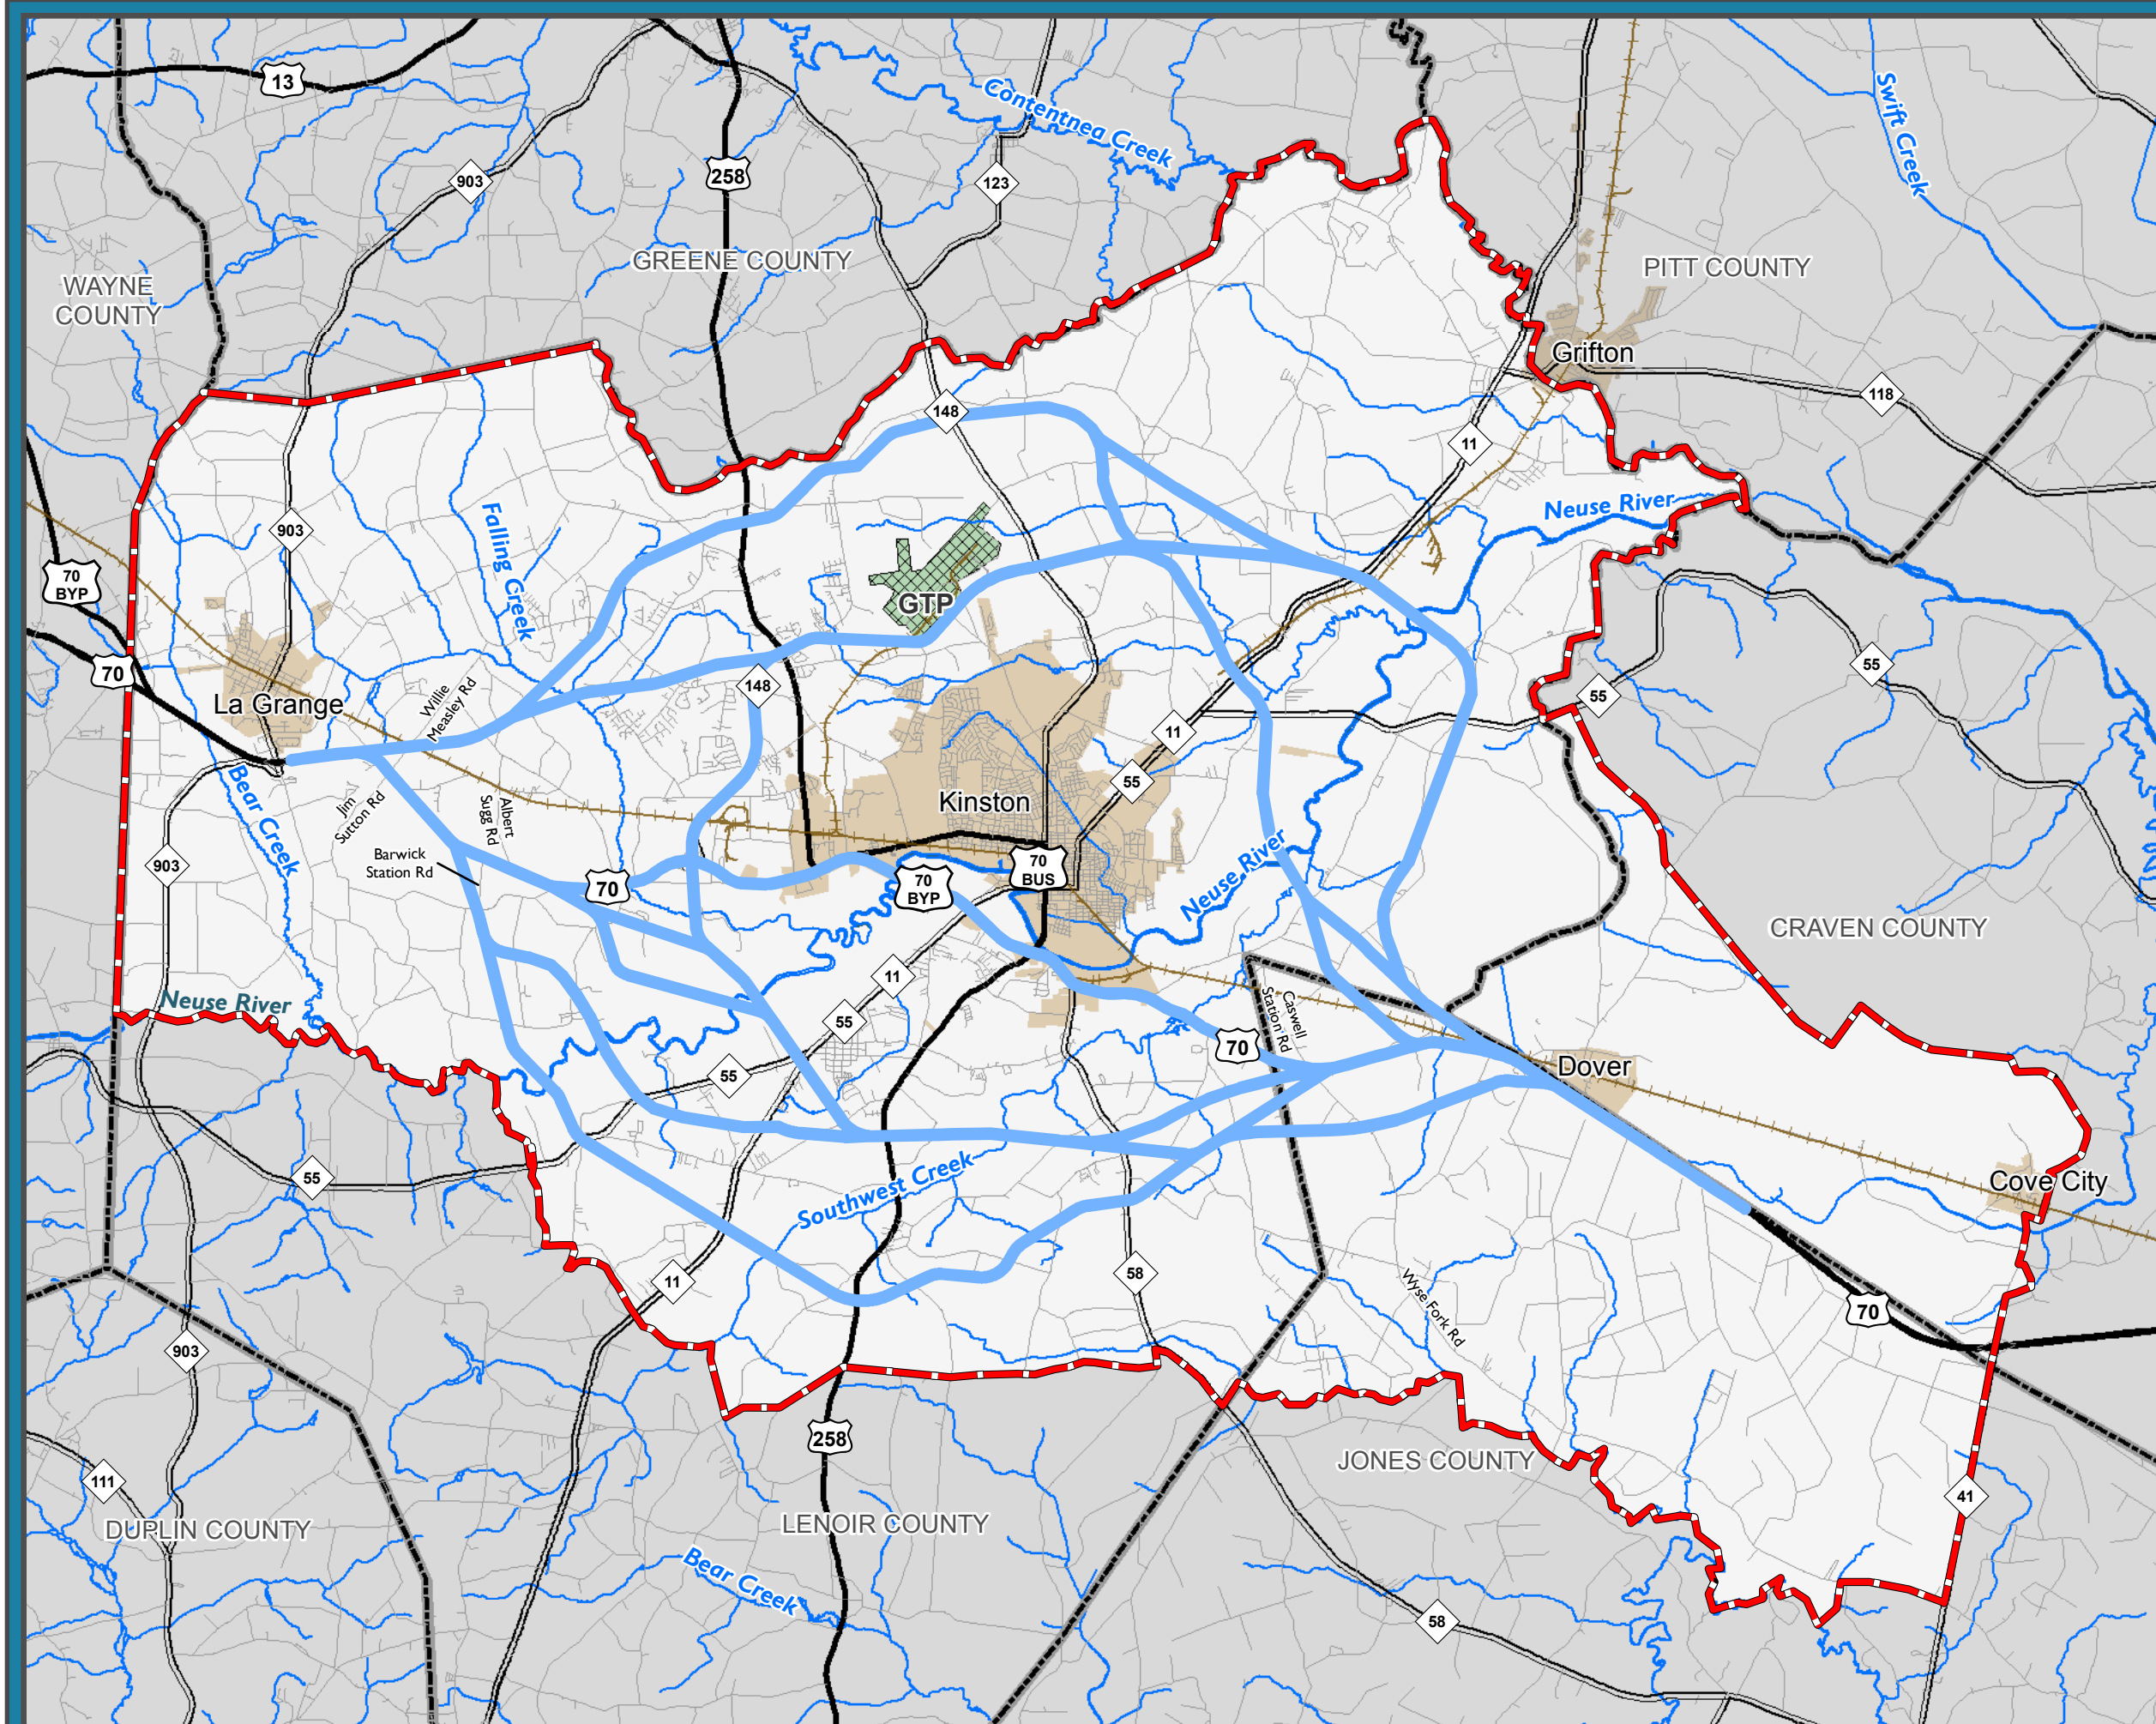 13
Contentnea Creek
Swift Creek
903
258
123
GREENE COUNTY
PITT COUNTY
WAYNE
COUNTY
Grifton
118
148
11
Neuse River
903
Falling Creek
70
BYP
GTP
70
La Grange
Willie
Measley Rd
148
55
55
11
55
Kinston
Bear Creek
Jim
Sutton Rd
Albert
Sugg Rd
Barwick
Station Rd
903
70
70
BYP
70
BUS
Neuse River
CRAVEN COUNTY
11
Neuse River
55
Caswell
Station Rd
70
55
Dover
55
Southwest Creek
Cove City
11
58
Wyse Fork Rd
70
903
258
JONES COUNTY
111
41
DUPLIN COUNTY
LENOIR COUNTY
Bear Creek
58